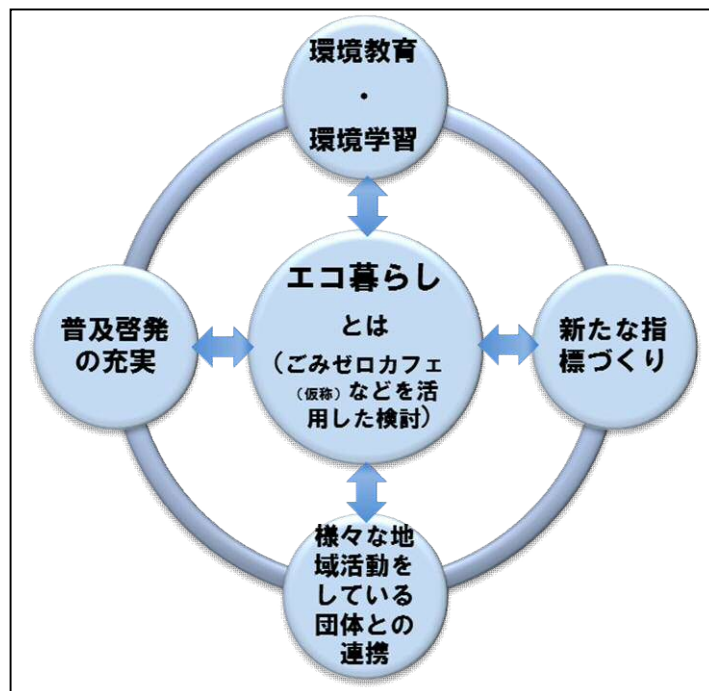 環境教育
・
環境学習
普及啓発
の充実
エコ暮らし
とは
（ごみゼロカフェ
（仮称）などを活
用した検討）
新たな指
標づくり
様々な地
域活動を
している
団体との
連携